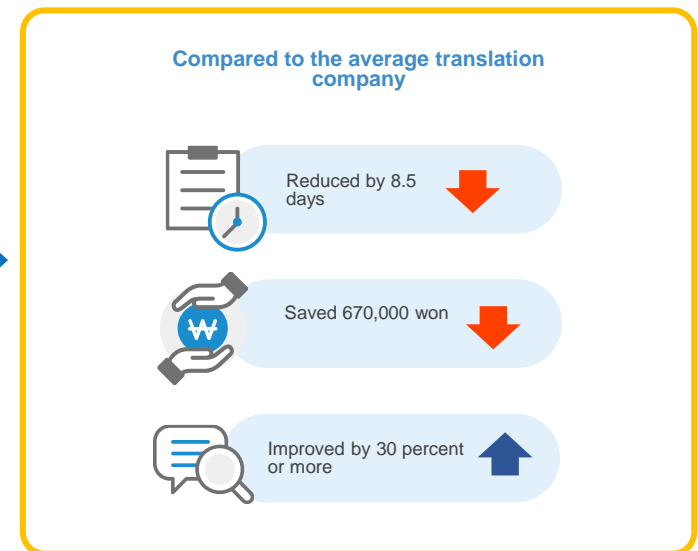 Compared to the average translation
company
Reduced by 8.5
days
₩
Saved 670,000 won
Improved by 30 percent
or more